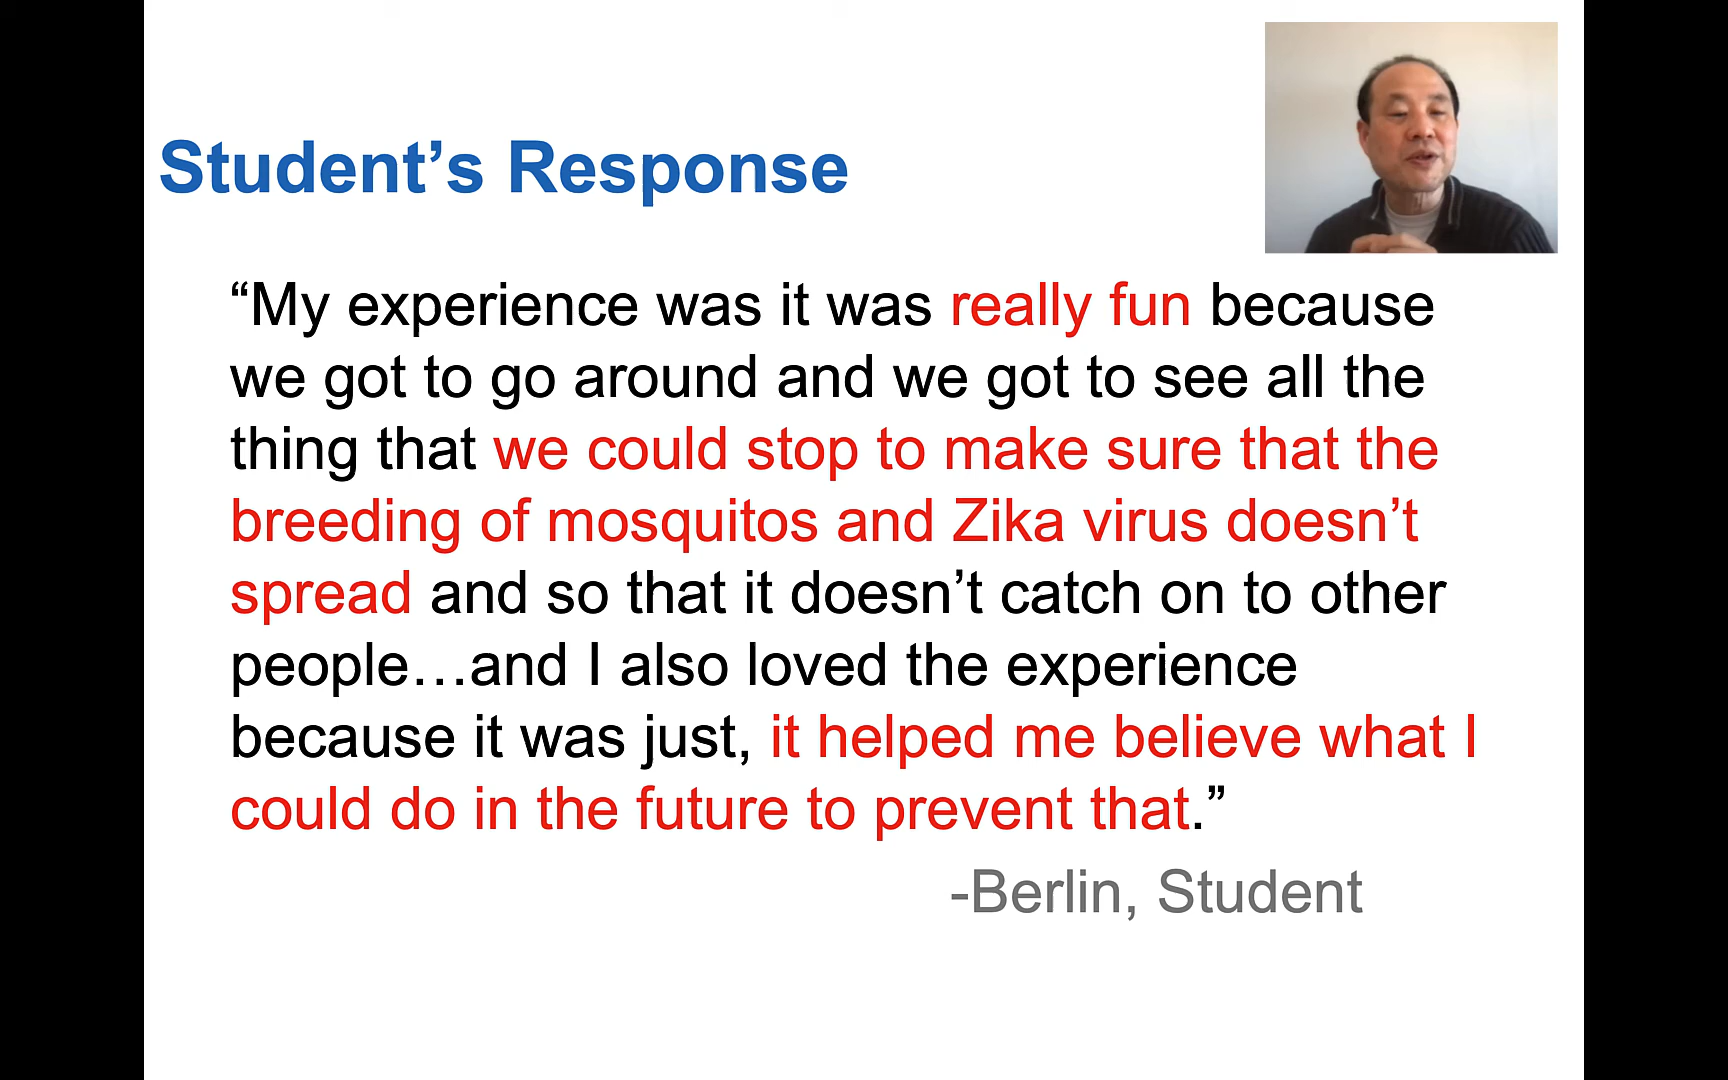 Student’s Response
“My experience was it was really fun because
we got to go around and we got to see all the
thing that we could stop to make sure that the
breeding of mosquitos and Zika virus doesn’t
spread and so that it doesn’t catch on to other
people…and I also loved the experience
because it was just, it helped me believe what I
could do in the future to prevent that.”
-Berlin, Student